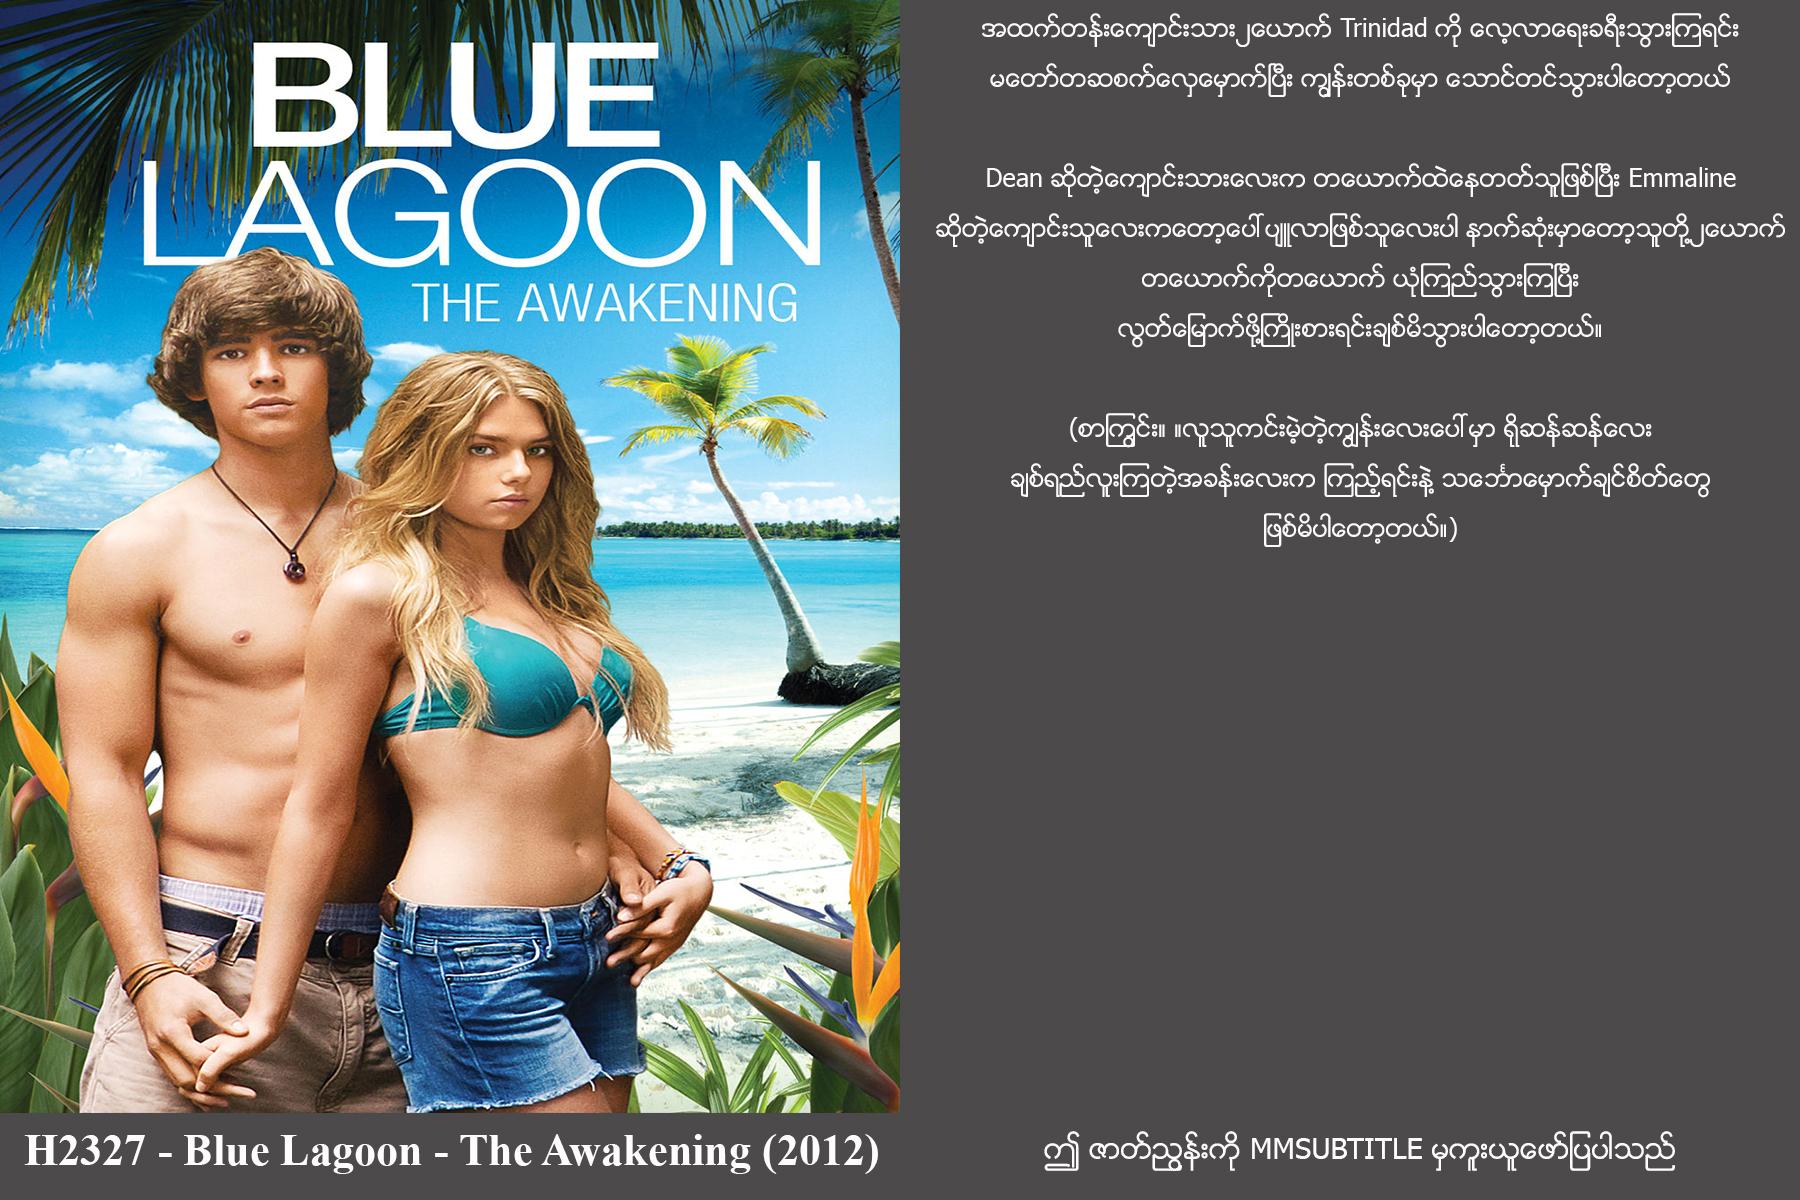 BLUE
LAGOON
THE AWAKENING
H2327 - Blue Lagoon - The Awakening (2012)
အထက်တန်းကျောင်းသား၂ယောက် Trinidad ကို လေ့လာရေးခရီးသွားကြရင်း
မတော်တဆစက်လှေမှောက်ပြီး ကျွန်းတစ်ခုမှာ သောင်တင်သွားပါတော့တယ်
Dean ဆိုတဲ့ကျောင်းသားလေးက တယောက်ထဲနေတတ်သူဖြစ်ပြီး Emmaline
ဆိုတဲ့ကျောင်းသူလေးကတော့ပေါ်ပျူလာဖြစ်သူလေးပါ နာက်ဆုံးမှာတော့သူတို့၂ယောက်
တယောက်ကိုတယောက် ယုံကြည်သွားကြပြီး
လွတ်မြောက်ဖို့ကြိုးစားရင်းချစ်မိသွားပါတော့တယ်။
(စာကြွင်း။ ။လူသူကင်းမဲ့တဲ့ကျွန်းလေးပေါ်မှာ ရိုဆန်ဆန်လေး
ချစ်ရည်လူးကြတဲ့အခန်းလေးက ကြည့်ရင်းနဲ့ သင်္ဘောမှောက်ချင်စိတ်တွေ
ဖြစ်မိပါတော့တယ်။)
ဤ ဇာတ်ညွှန်းကို MMSUBTITLE မှကူးယူဖော်ပြပါသည်